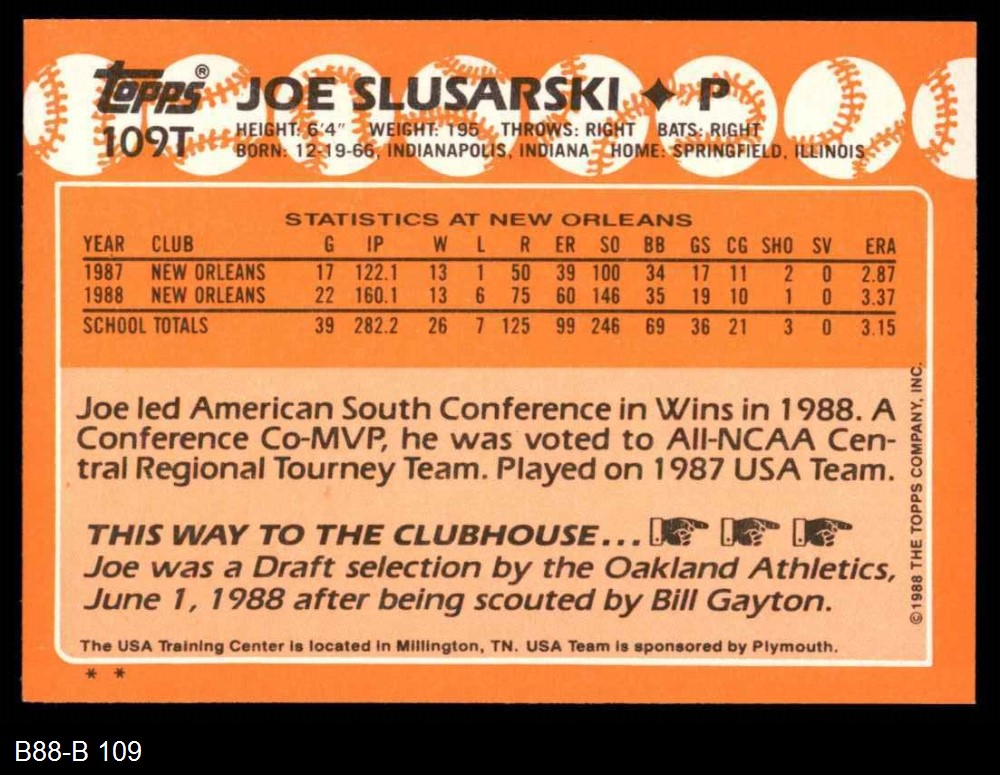 Topps® JOE SLUSARSKI ♦ P
109T
HEIGHT: 6'4" WEIGHT: 195 THROWS: RIGHT BATS: RIGHT
BORN: 12-19-66, INDIANAPOLIS, INDIANA HOME: SPRINGFIELD, ILLINOIS
STATISTICS AT NEW ORLEANS
YEAR CLUB G IP W L R ER SO BB GS CG SHO SV ERA
1987 NEW ORLEANS 17 122.1 13 1 50 39 100 34 17 11 2 0 2.87
1988 NEW ORLEANS 22 160.1 13 6 75 60 146 35 19 10 1 0 3.37
SCHOOL TOTALS 39 282.2 26 7 125 99 246 69 36 21 3 0 3.15
Joe led American South Conference in Wins in 1988. A
Conference Co-MVP, he was voted to All-NCAA Cen-
tral Regional Tourney Team. Played on 1987 USA Team.
THIS WAY TO THE CLUBHOUSE...
Joe was a Draft selection by the Oakland Athletics,
June 1, 1988 after being scouted by Bill Gayton.
The USA Training Center is located in Millington, TN. USA Team is sponsored by Plymouth.
* *
©1988 THE TOPPS COMPANY, INC.
B88-B 109